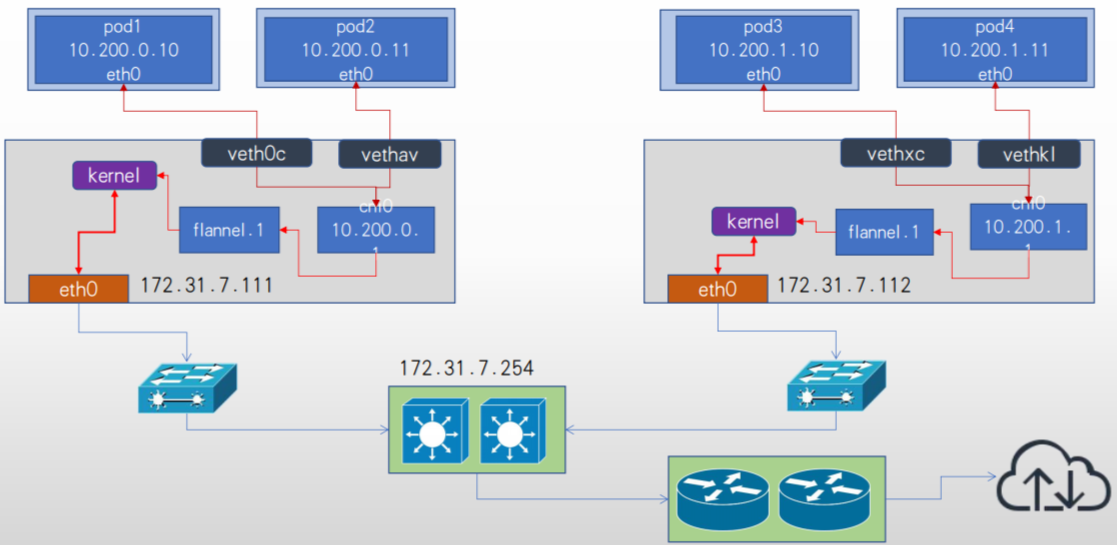 pod1
10.200.0.10
eth0
pod2
10.200.0.11
eth0
pod3
10.200.1.10
eth0
pod4
10.200.1.11
eth0
veth0c
vethav
vethxc
vethkl
kernel
flannel.1
cni0
10.200.0.
1
eth0
172.31.7.111
kernel
flannel.1
cni0
10.200.1.
1
eth0
172.31.7.112
172.31.7.254